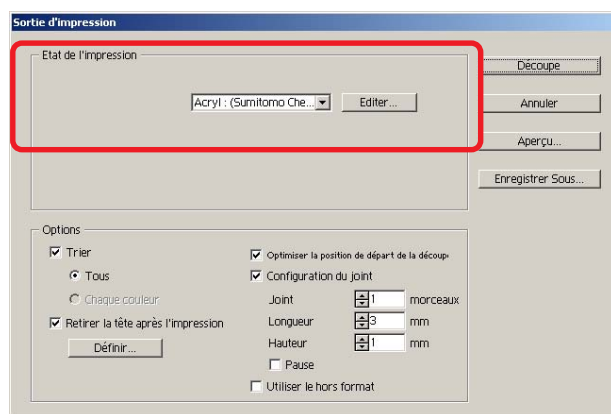 Sortie d'impression
Etat de l'impression
Acryl : (Sumitomo Che...
Editer...
Découpe
Annuler
Aperçu...
Enregistrer Sous...
Options
Trier
Tous
Chaque couleur
Retirer la tête après l'impression
Définir...
Optimiser la position de départ de la découpe
Configuration du joint
Joint 1 morceaux
Longueur 3 mm
Hauteur 1 mm
Pause
Utiliser le hors format